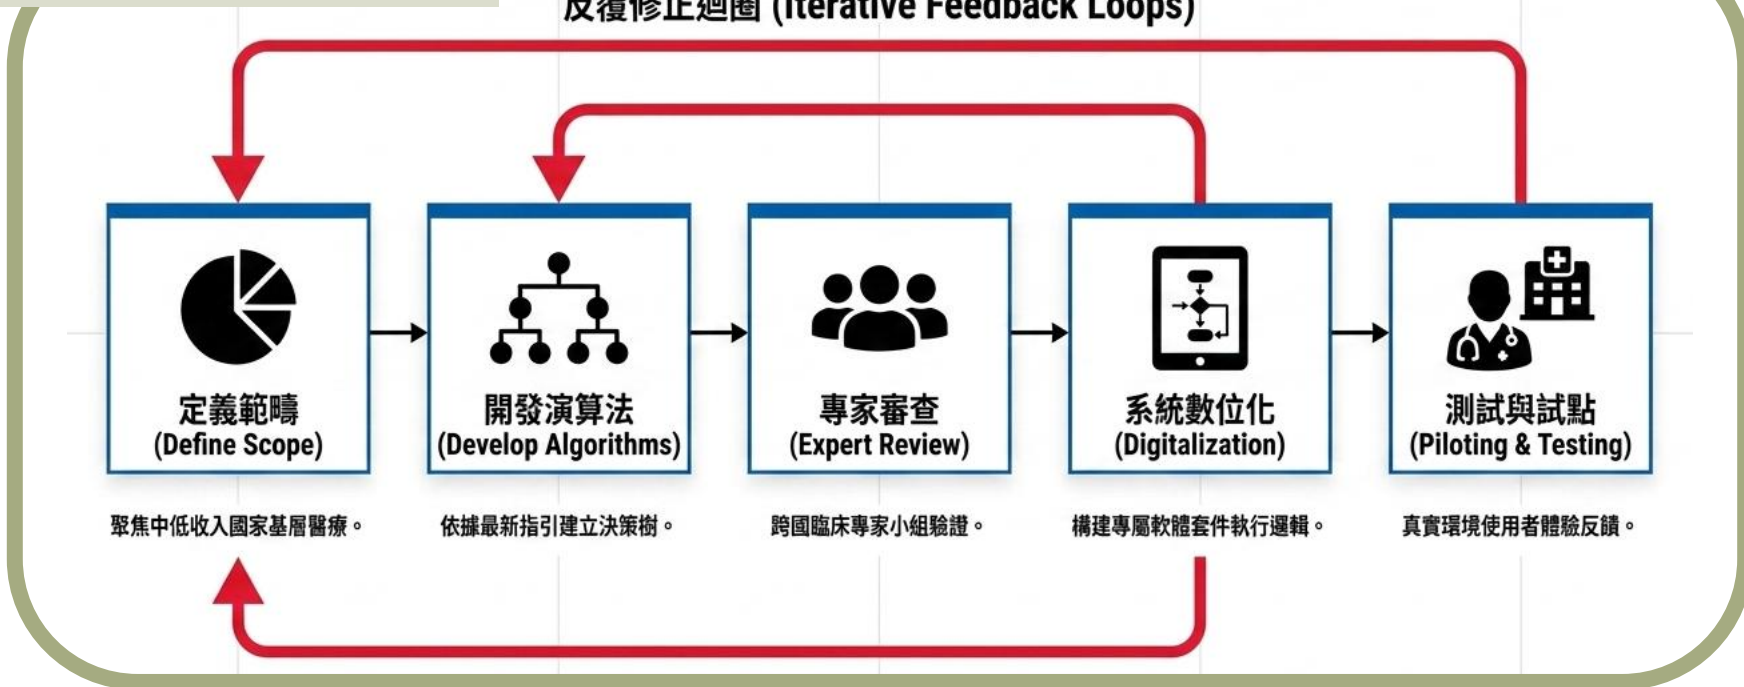 反覆修正迴圈 (Iterative Feedback Loops)
定義範疇
(Define Scope)
開發演算法
(Develop Algorithms)
專家審查
(Expert Review)
系統數位化
(Digitalization)
測試與試點
(Piloting & Testing)
聚焦中低收入國家基層醫療。
依據最新指引建立決策樹。
跨國臨床專家小組驗證。
構建專屬軟體套件執行邏輯。
真實環境使用者體驗反饋。